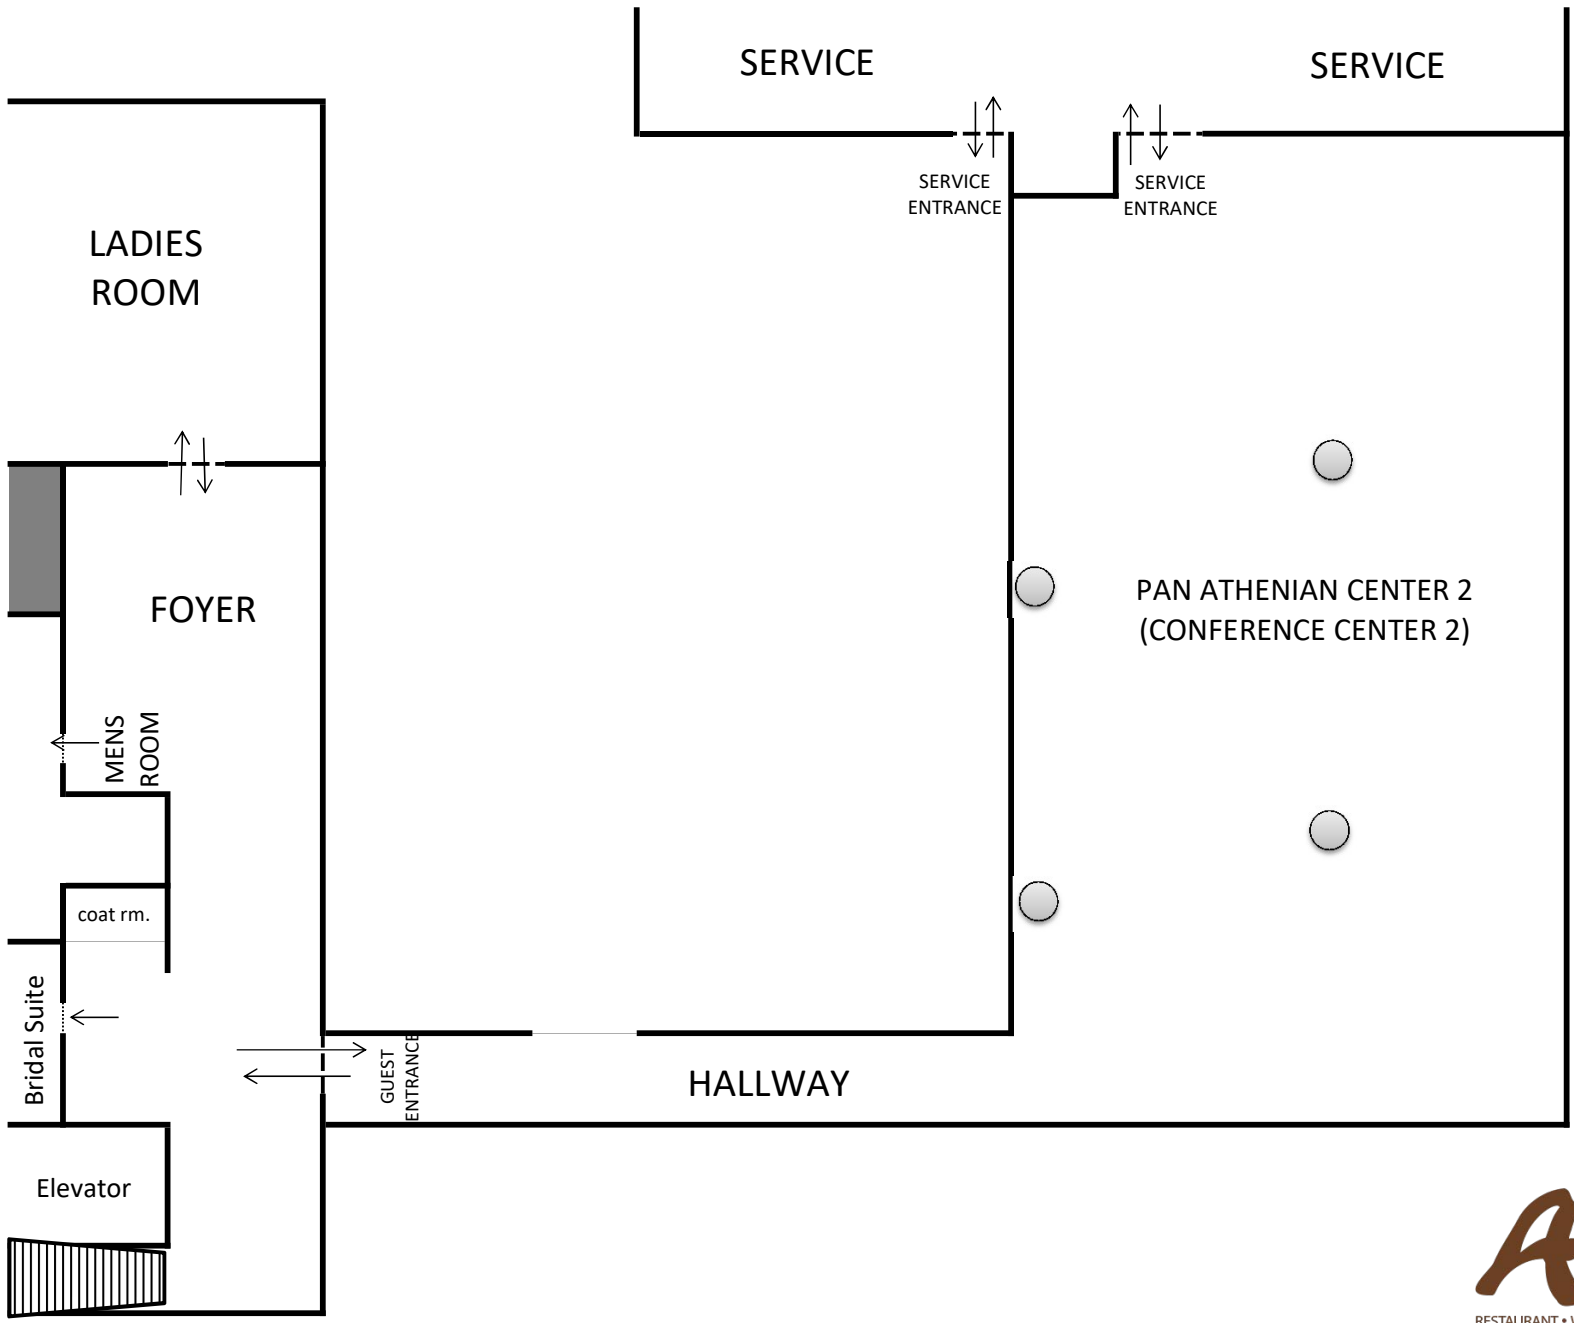 SERVICE
SERVICE
SERVICE
ENTRANCE
SERVICE
ENTRANCE
LADIES
ROOM
PAN ATHENIAN CENTER 2
(CONFERENCE CENTER 2)
FOYER
MENS
ROOM
coat rm.
Bridal Suite
GUEST
ENTRANCE
HALLWAY
Elevator
RESTAURANT •